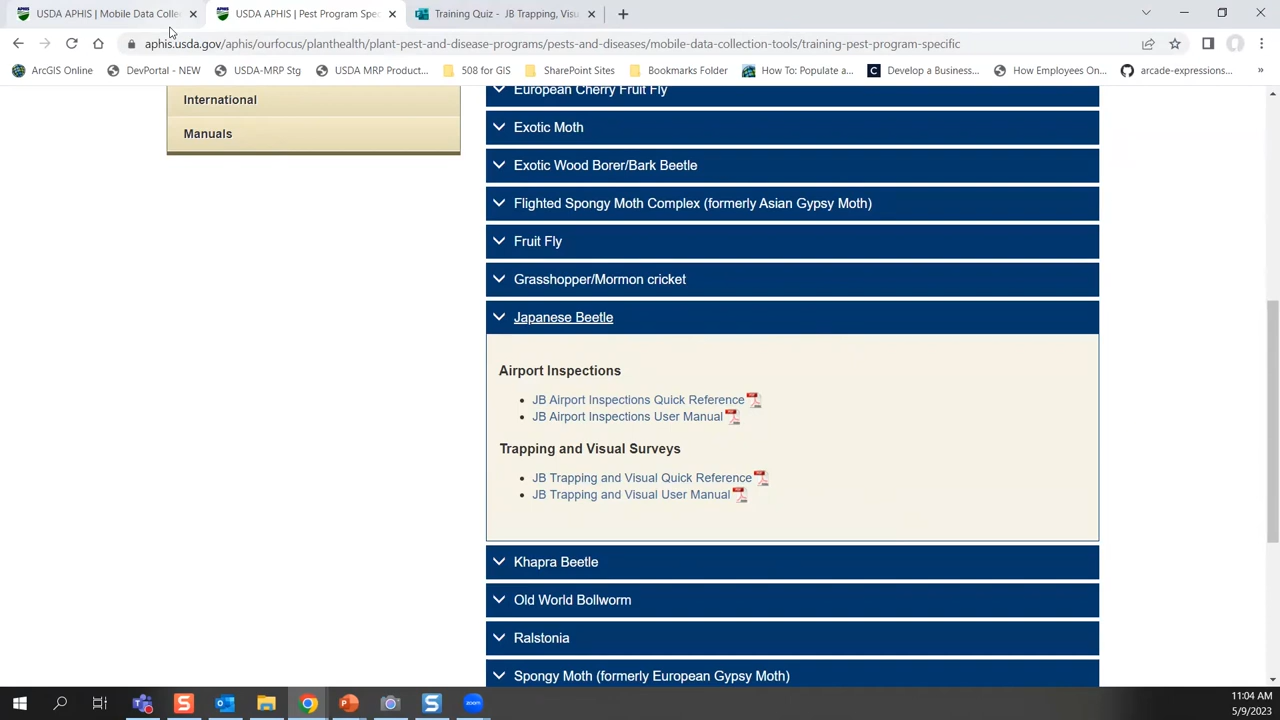 USDA APHIS | Mobile Data Colle
USDA APHIS | Pest Program Spec
Training Quiz - JB Trapping, Visu
aphis.usda.gov/aphis/ourfocus/planthealth/plant-pest-and-disease-programs/pests-and-diseases/mobile-data-collection-tools/training-pest-program-specific
ArcGIS Online
DevPortal - NEW
USDA-MRP Stg
USDA MRP Product...
508 for GIS
SharePoint Sites
Bookmarks Folder
How To: Populate a...
Develop a Business...
How Employees On...
arcade-expressions...
»
International
Manuals
European Cherry Fruit Fly
Exotic Moth
Exotic Wood Borer/Bark Beetle
Flighted Spongy Moth Complex (formerly Asian Gypsy Moth)
Fruit Fly
Grasshopper/Mormon cricket
Japanese Beetle
Airport Inspections
• JB Airport Inspections Quick Reference
• JB Airport Inspections User Manual
Trapping and Visual Surveys
• JB Trapping and Visual Quick Reference
• JB Trapping and Visual User Manual
Khapra Beetle
Old World Bollworm
Ralstonia
Spongy Moth (formerly European Gypsy Moth)
zoom
11:04 AM
5/9/2023